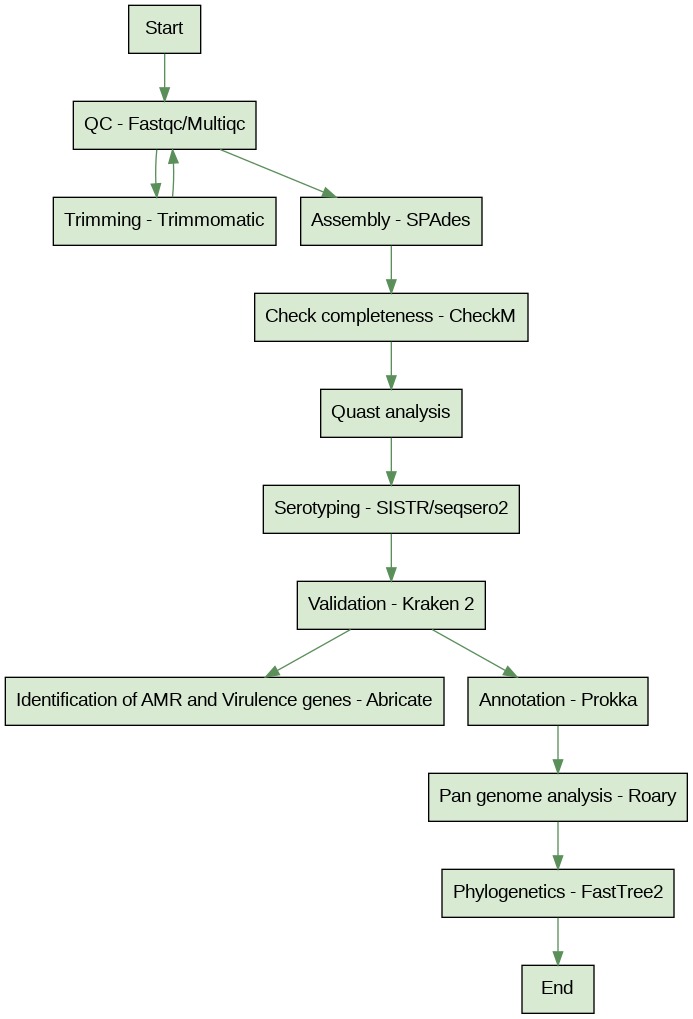 Start
QC - Fastqc/Multiqc
Trimming - Trimmomatic
Assembly - SPAdes
Check completeness - CheckM
Quast analysis
Serotyping - SISTR/seqsero2
Validation - Kraken 2
Identification of AMR and Virulence genes - Abricate
Annotation - Prokka
Pan genome analysis - Roary
Phylogenetics - FastTree2
End